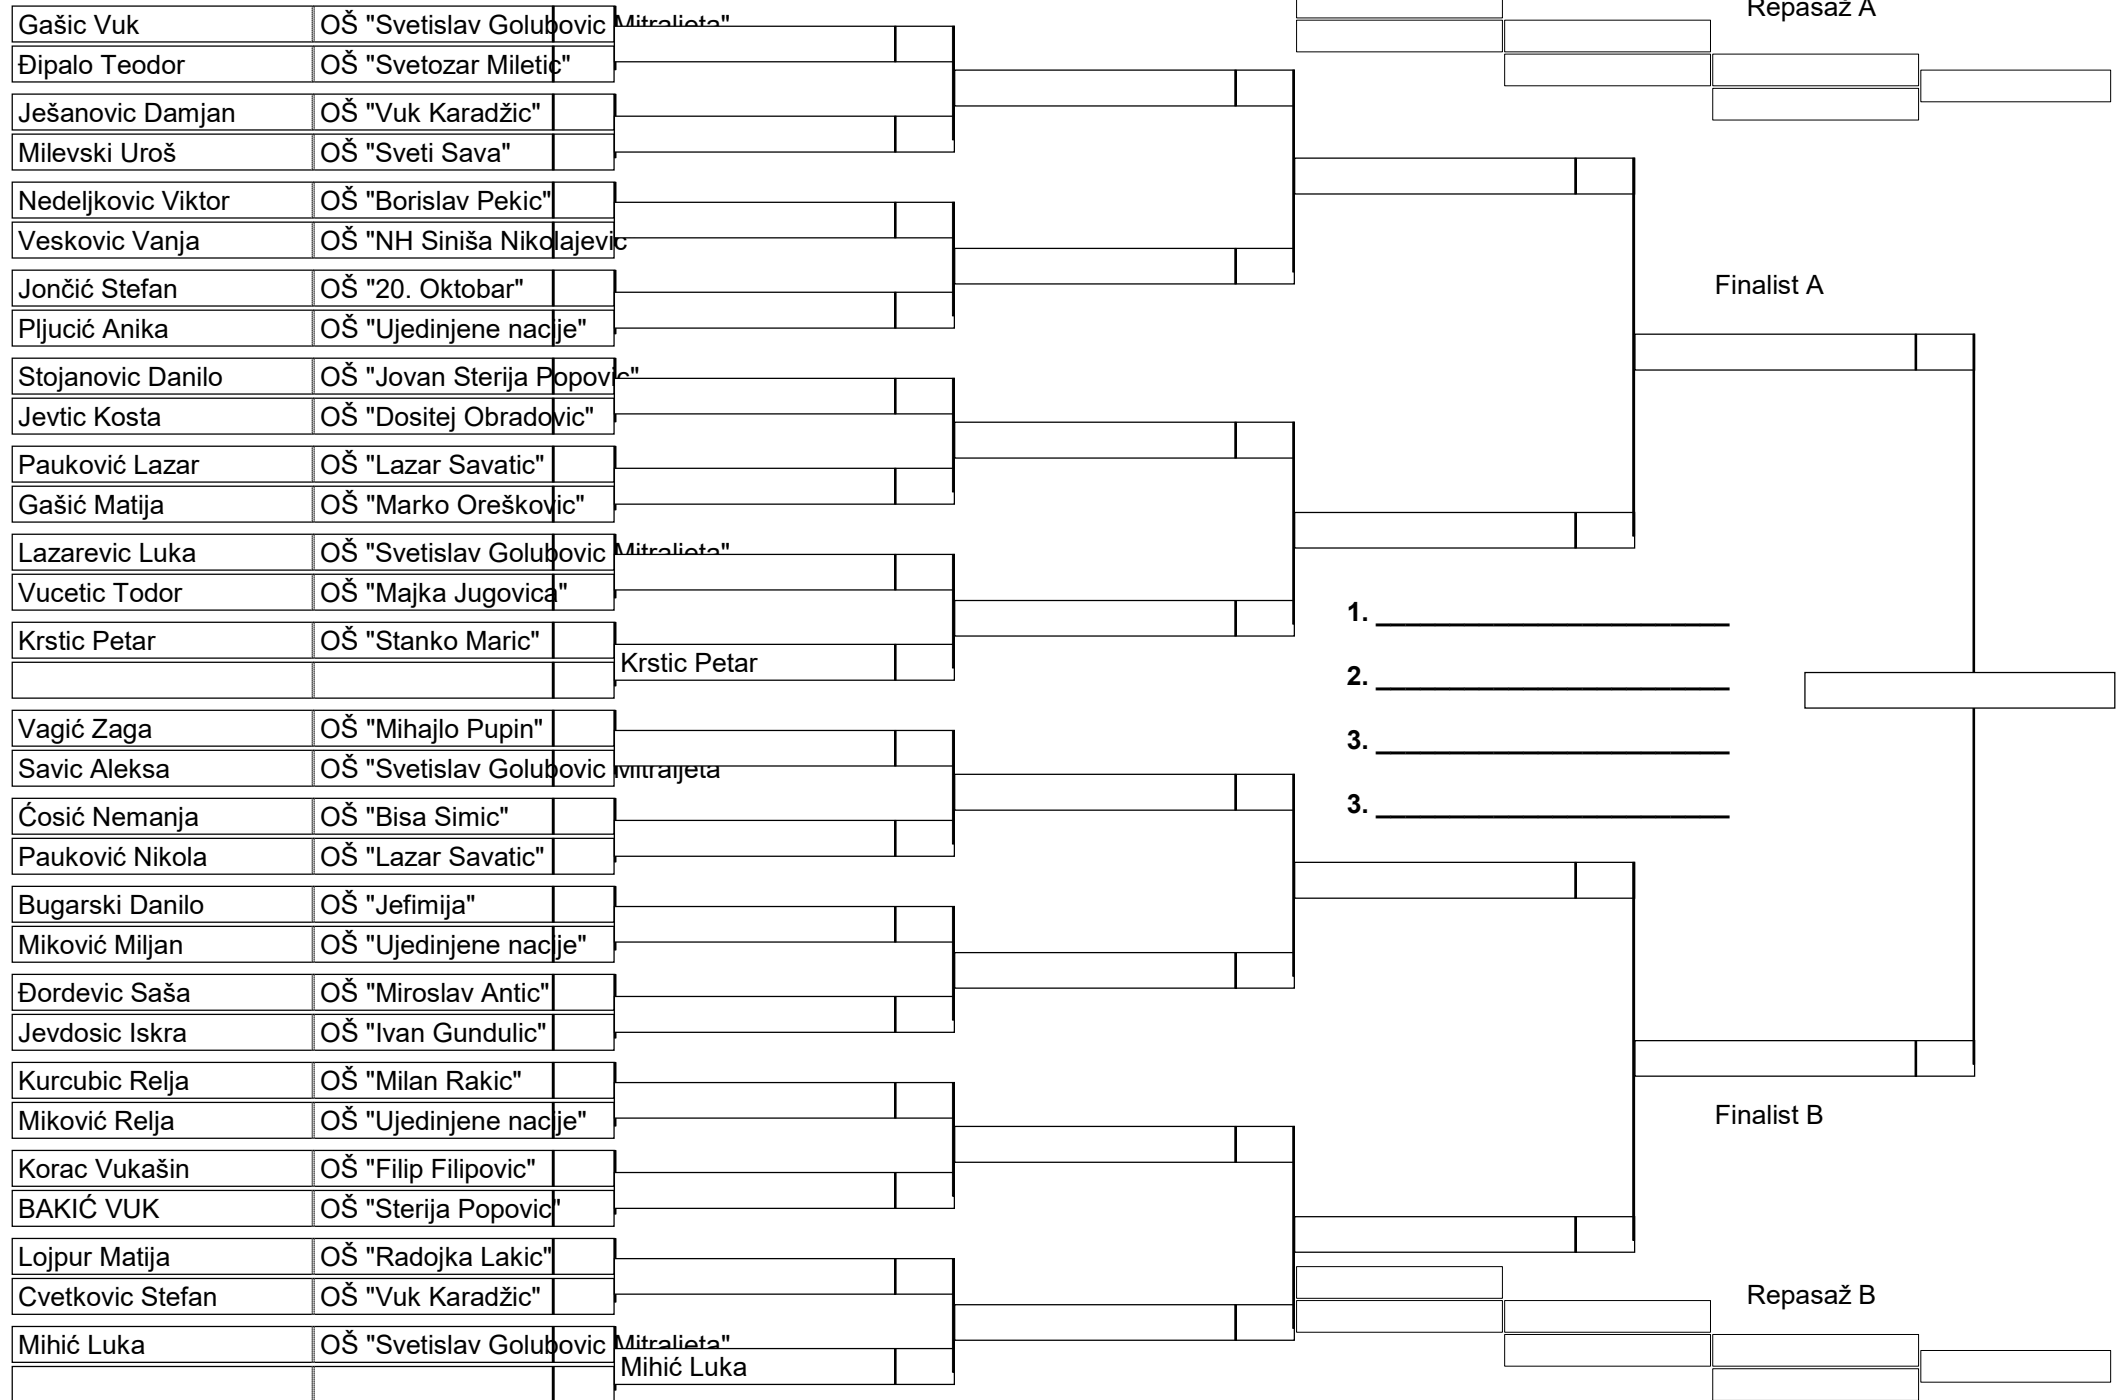 Repasaž A
Gašic Vuk OŠ "Svetislav Golubovic Mitraljeta"
Đipalo Teodor OŠ "Svetozar Miletic"
Ješanovic Damjan OŠ "Vuk Karadžic"
Milevski Uroš OŠ "Sveti Sava"
Nedeljkovic Viktor OŠ "Borislav Pekic"
Veskovic Vanja OŠ "NH Siniša Nikolajevic
Jončić Stefan OŠ "20. Oktobar"
Finalist A
Pljucić Anika OŠ "Ujedinjene nacije"
Stojanovic Danilo OŠ "Jovan Sterija Popovic"
Jevtic Kosta OŠ "Dositej Obradovic"
Pauković Lazar OŠ "Lazar Savatic"
Gašić Matija OŠ "Marko Oreškovic"
Lazarevic Luka OŠ "Svetislav Golubovic Mitraljeta"
Vucetic Todor OŠ "Majka Jugovica"
1.
Krstic Petar OŠ "Stanko Maric"
Krstic Petar
2.
Vagić Zaga OŠ "Mihajlo Pupin"
3.
Savic Aleksa OŠ "Svetislav Golubovic Mitraljeta
3.
Ćosić Nemanja OŠ "Bisa Simic"
Pauković Nikola OŠ "Lazar Savatic"
Bugarski Danilo OŠ "Jefimija"
Miković Miljan OŠ "Ujedinjene nacije"
Đordevic Saša OŠ "Miroslav Antic"
Jevdosic Iskra OŠ "Ivan Gundulic"
Kurcubic Relja OŠ "Milan Rakic"
Miković Relja OŠ "Ujedinjene nacije"
Finalist B
Korac Vukašin OŠ "Filip Filipovic"
BAKIĆ VUK OŠ "Sterija Popovic"
Lojpur Matija OŠ "Radojka Lakic"
Cvetkovic Stefan OŠ "Vuk Karadžic"
Repasaž B
Mihić Luka OŠ "Svetislav Golubovic Mitraljeta"
Mihić Luka